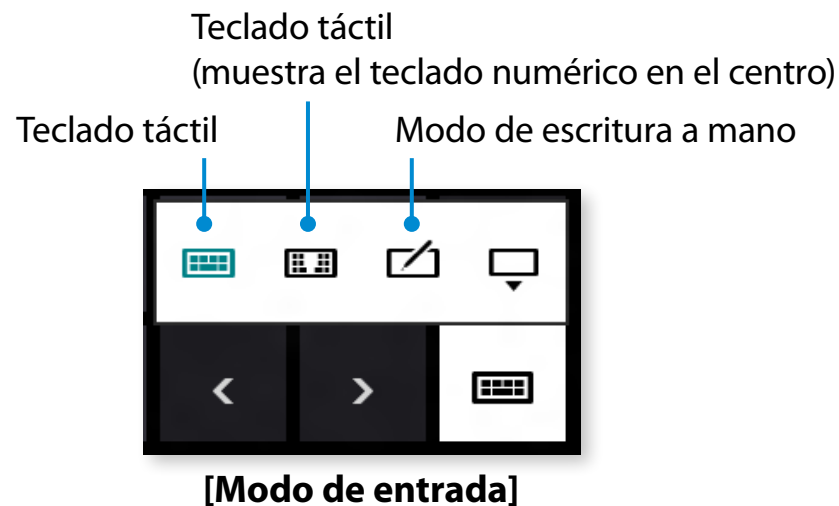 Teclado táctil
(muestra el teclado numérico en el centro)
Teclado táctil
Modo de escritura a mano
[Modo de entrada]